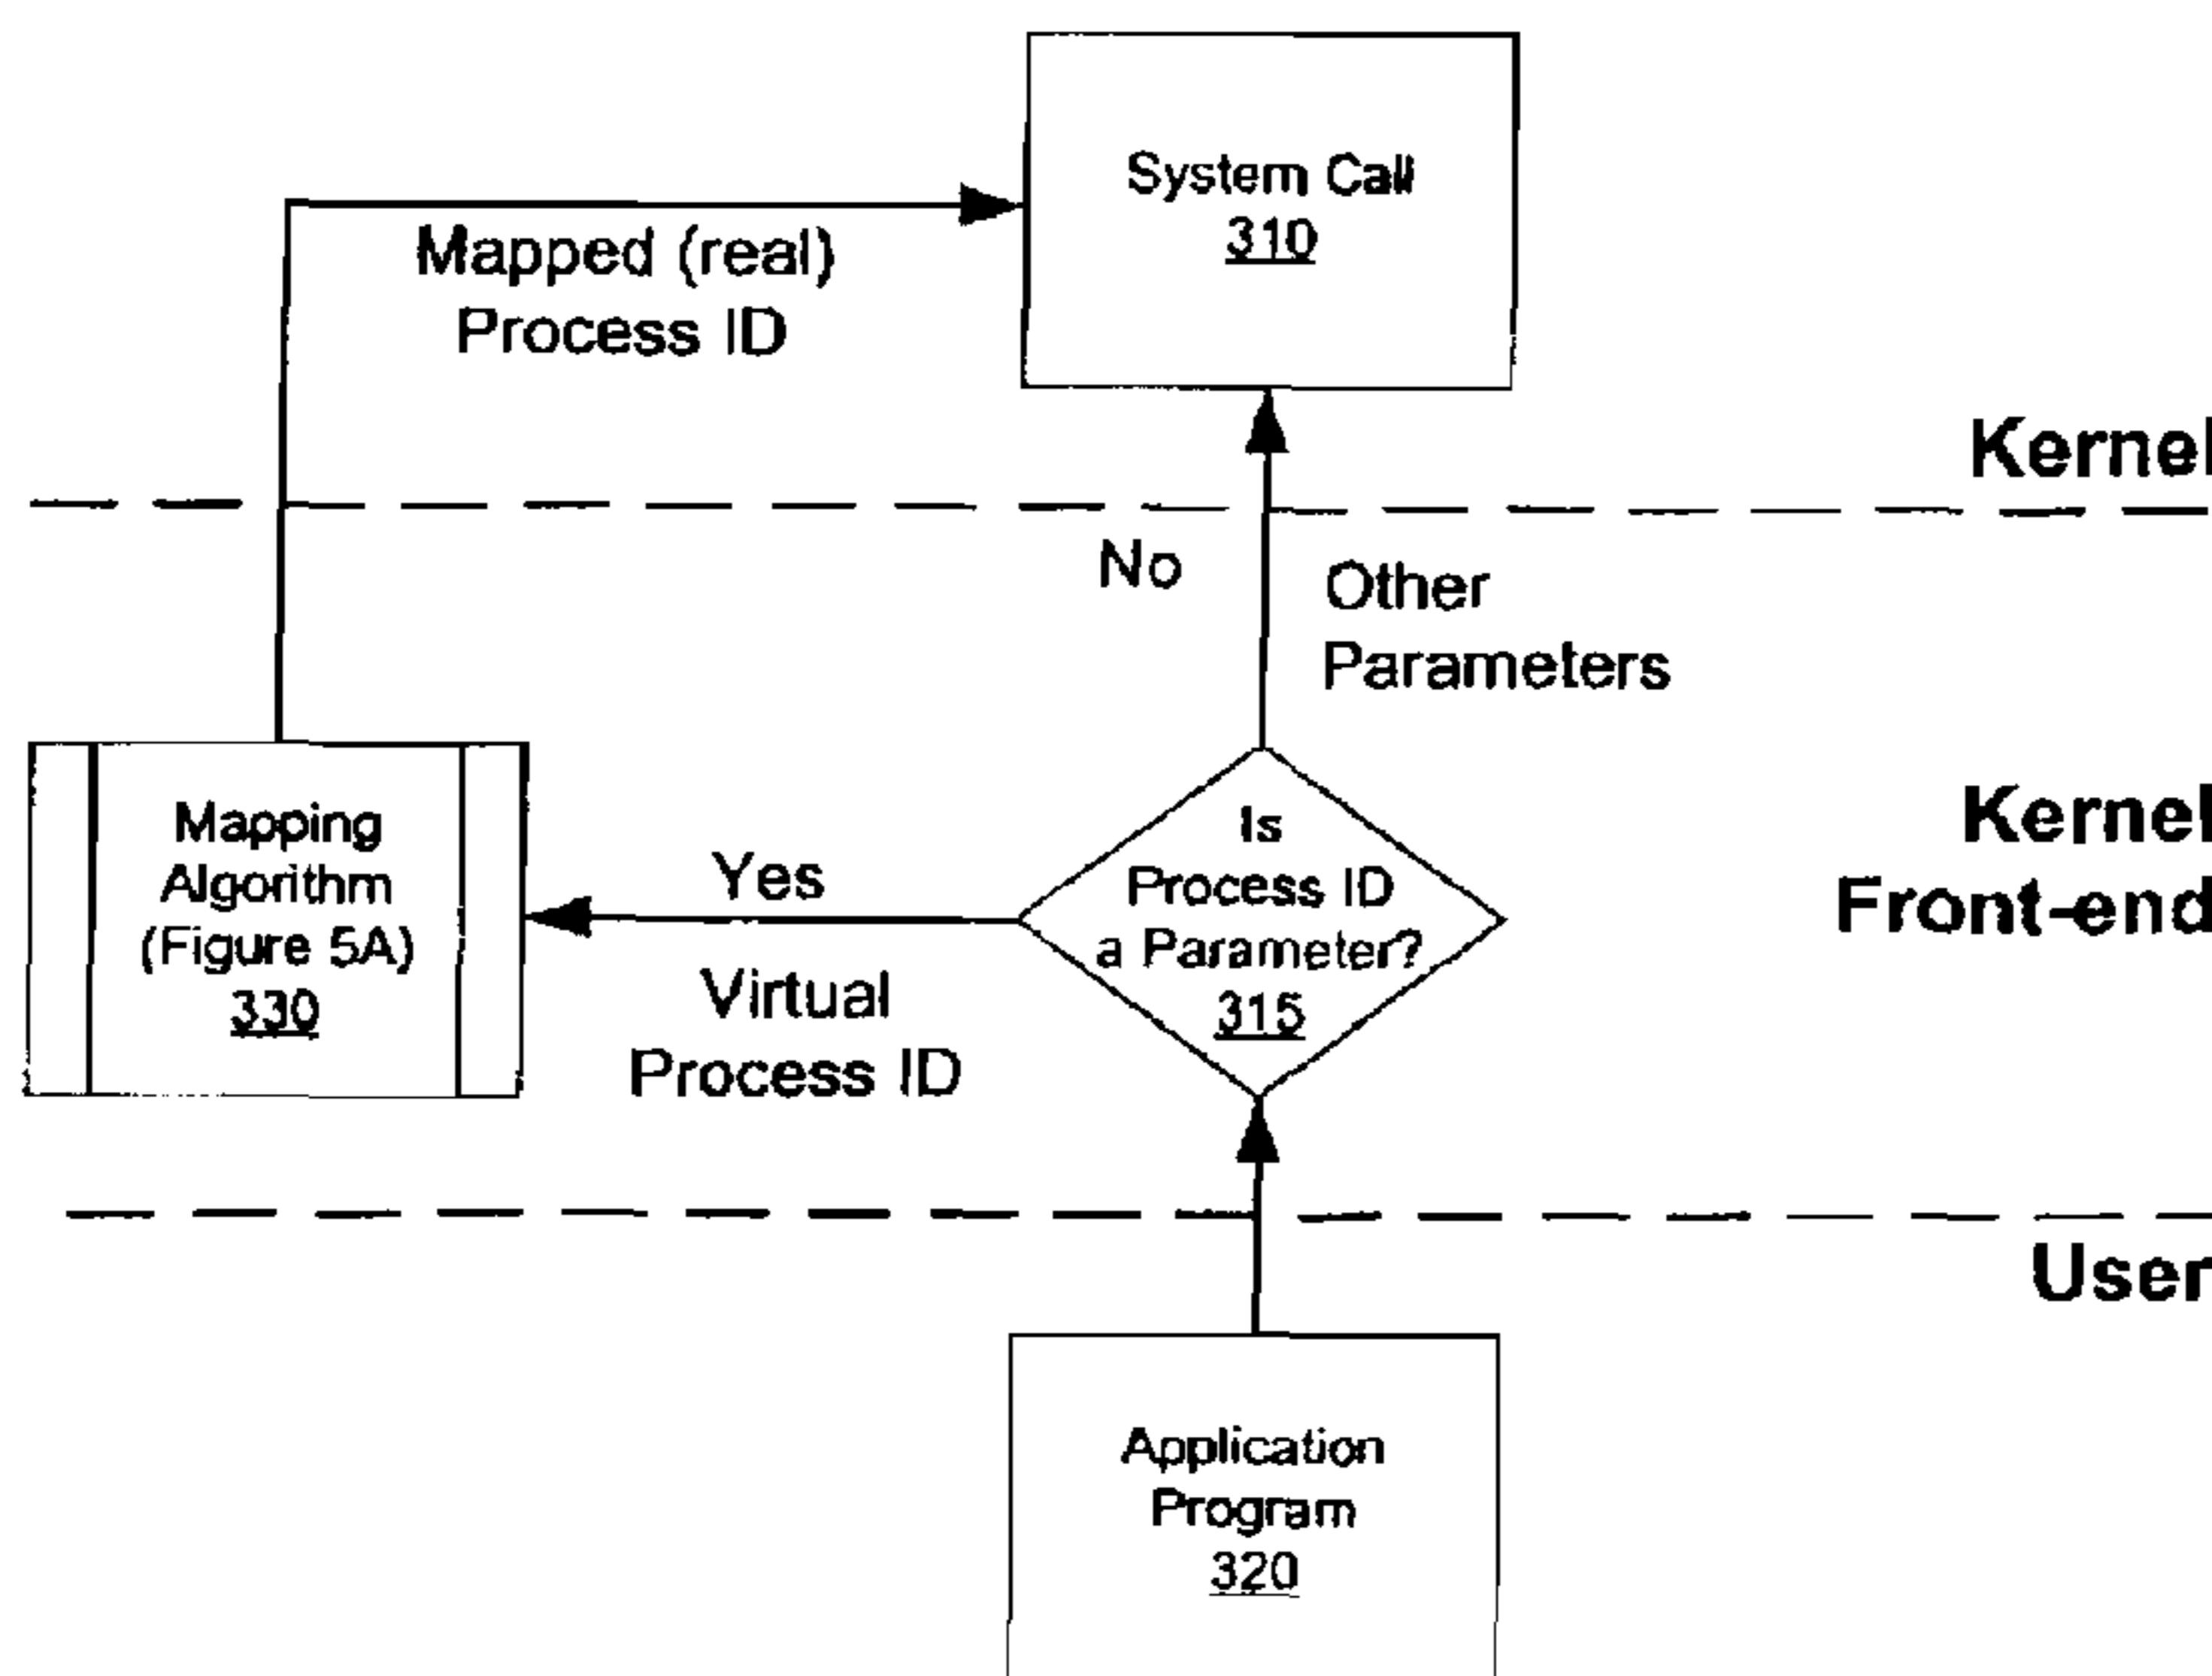 System Call
310
Mapped (real)
Process ID
Kernel
No
Other
Parameters
Mapping
Algorithm
(Figure 5A)
330
Yes
Virtual
Process ID
Is
Process ID
a Parameter?
315
Kernel
Front-end
User
Application
Program
320